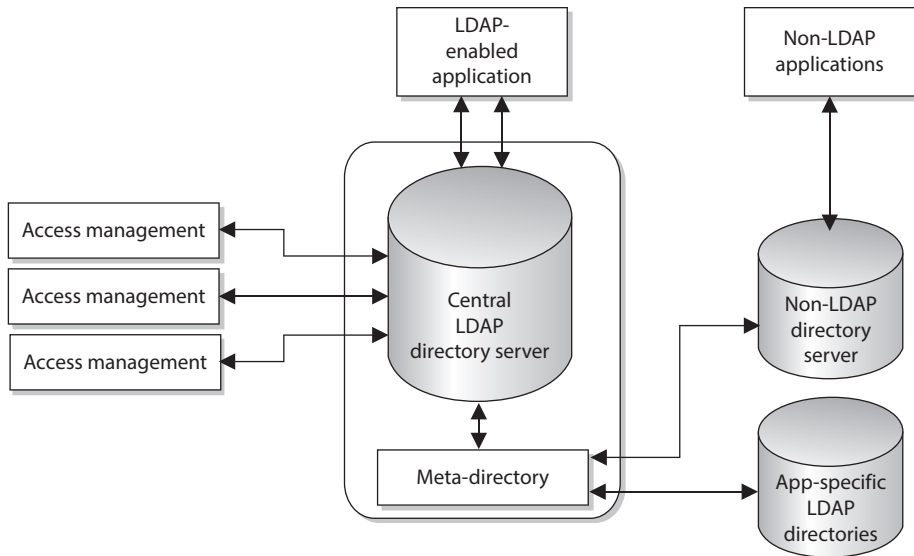 LDAP-
enabled
application
Non-LDAP
applications
Access management
Access management
Access management
Central
LDAP
directory server
Non-LDAP
directory
server
Meta-directory
App-specific
LDAP
directories